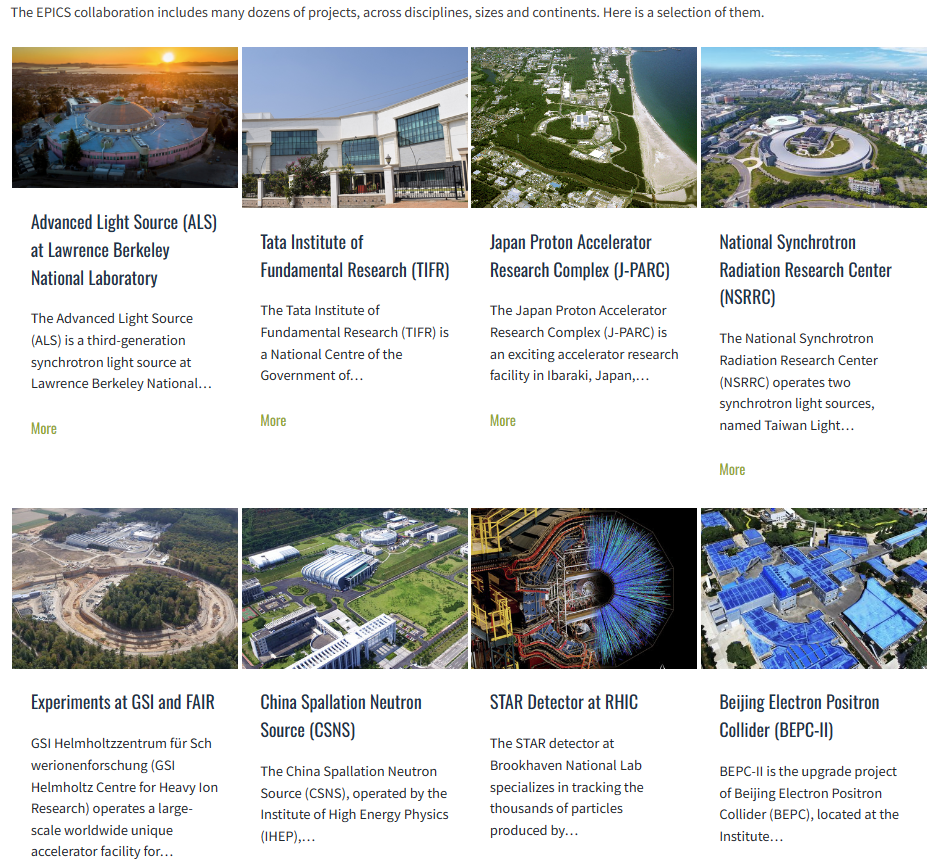 The EPICS collaboration includes many dozens of projects, across disciplines, sizes and continents. Here is a selection of them.
Advanced Light Source (ALS)
at Lawrence Berkeley
National Laboratory
The Advanced Light Source
(ALS) is a third-generation
synchrotron light source at
Lawrence Berkeley National…
More
Tata Institute of
Fundamental Research (TIFR)
The Tata Institute of
Fundamental Research (TIFR) is
a National Centre of the
Government of…
More
Japan Proton Accelerator
Research Complex (J-PARC)
The Japan Proton Accelerator
Research Complex (J-PARC) is
an exciting accelerator research
facility in Ibaraki, Japan,…
More
National Synchrotron
Radiation Research Center
(NSRRC)
The National Synchrotron
Radiation Research Center
(NSRRC) operates two
synchrotron light sources,
named Taiwan Light…
More
Experiments at GSI and FAIR
GSI Helmholtzzentrum für Sch
werionenforschung (GSI
Helmholtz Centre for Heavy Ion
Research) operates a large-
scale worldwide unique
accelerator facility for…
China Spallation Neutron
Source (CSNS)
The China Spallation Neutron
Source (CSNS), operated by the
Institute of High Energy Physics
(IHEP),…
STAR Detector at RHIC
The STAR detector at
Brookhaven National Lab
specializes in tracking the
thousands of particles
produced by…
Beijing Electron Positron
Collider (BEPC-II)
BEPC-II is the upgrade project
of Beijing Electron Positron
Collider (BEPC), located at the
Institute…